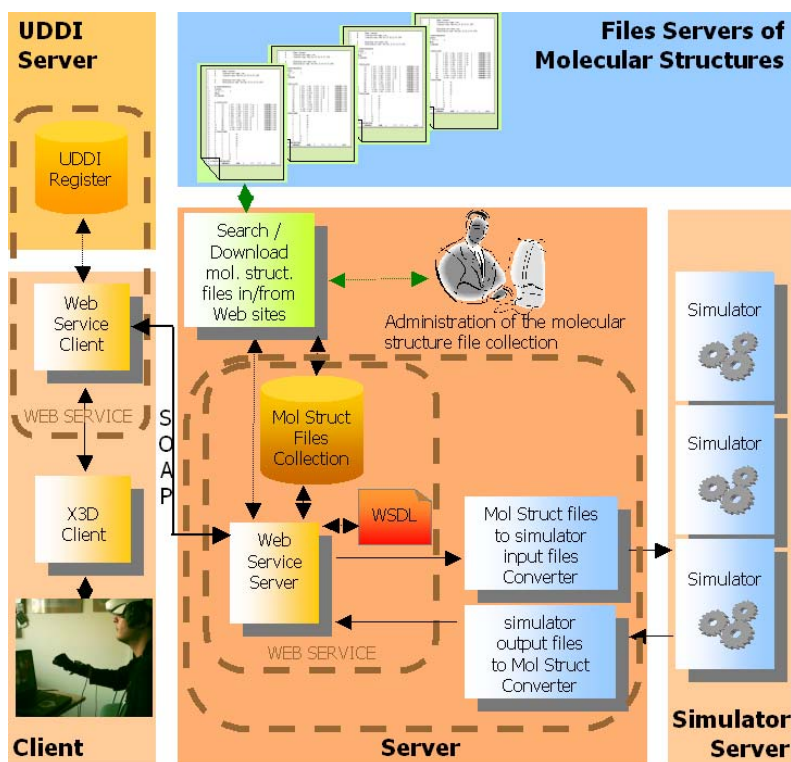 UDDI
Server
UDDI
Register
Files Servers of
Molecular Structures
Search /
Download
mol. struct.
files in/from
Web sites
Administration of the molecular
structure file collection
Web
Service
Client
WEB SERVICE
SOAP
X3D
Client
Client
Mol Struct
Files
Collection
WSDL
Web
Service
Server
WEB SERVICE
Mol Struct files
to simulator
input files
Converter
simulator
output files
to Mol Struct
Converter
Server
Simulator
Simulator
Simulator
Simulator
Server